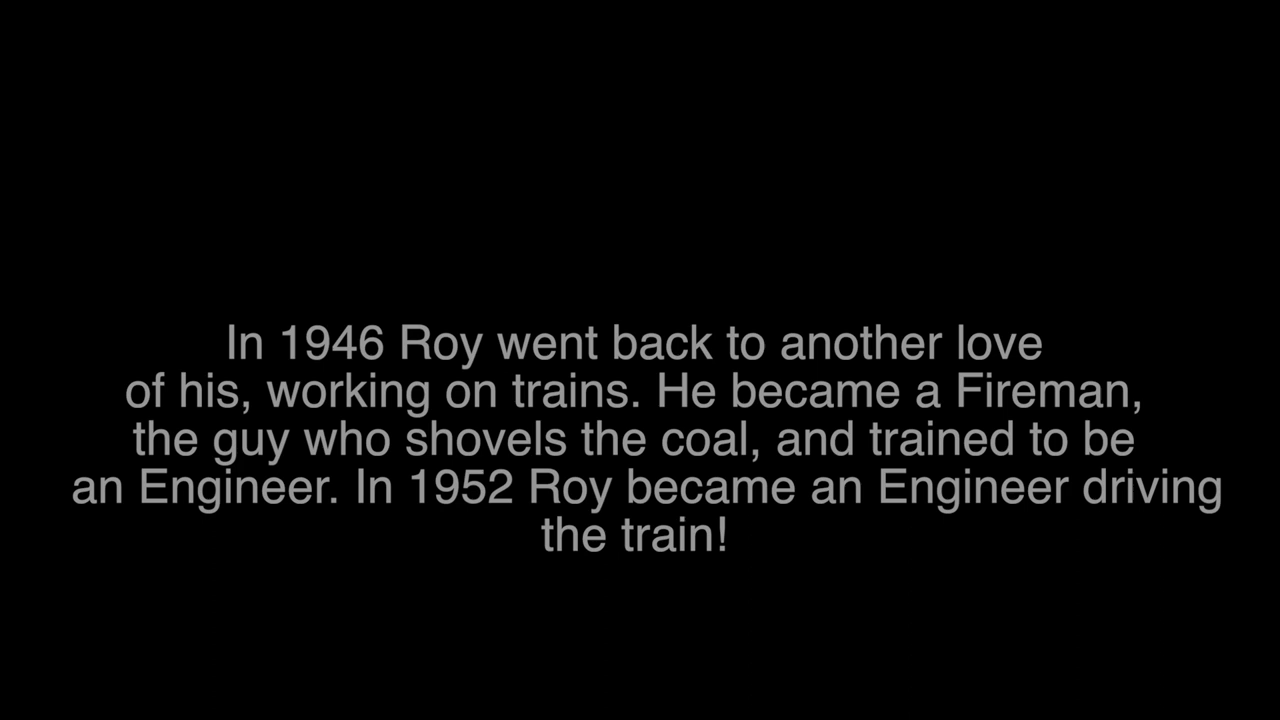 In 1946 Roy went back to another love
of his, working on trains. He became a Fireman,
the guy who shovels the coal, and trained to be
an Engineer. In 1952 Roy became an Engineer driving
the train!